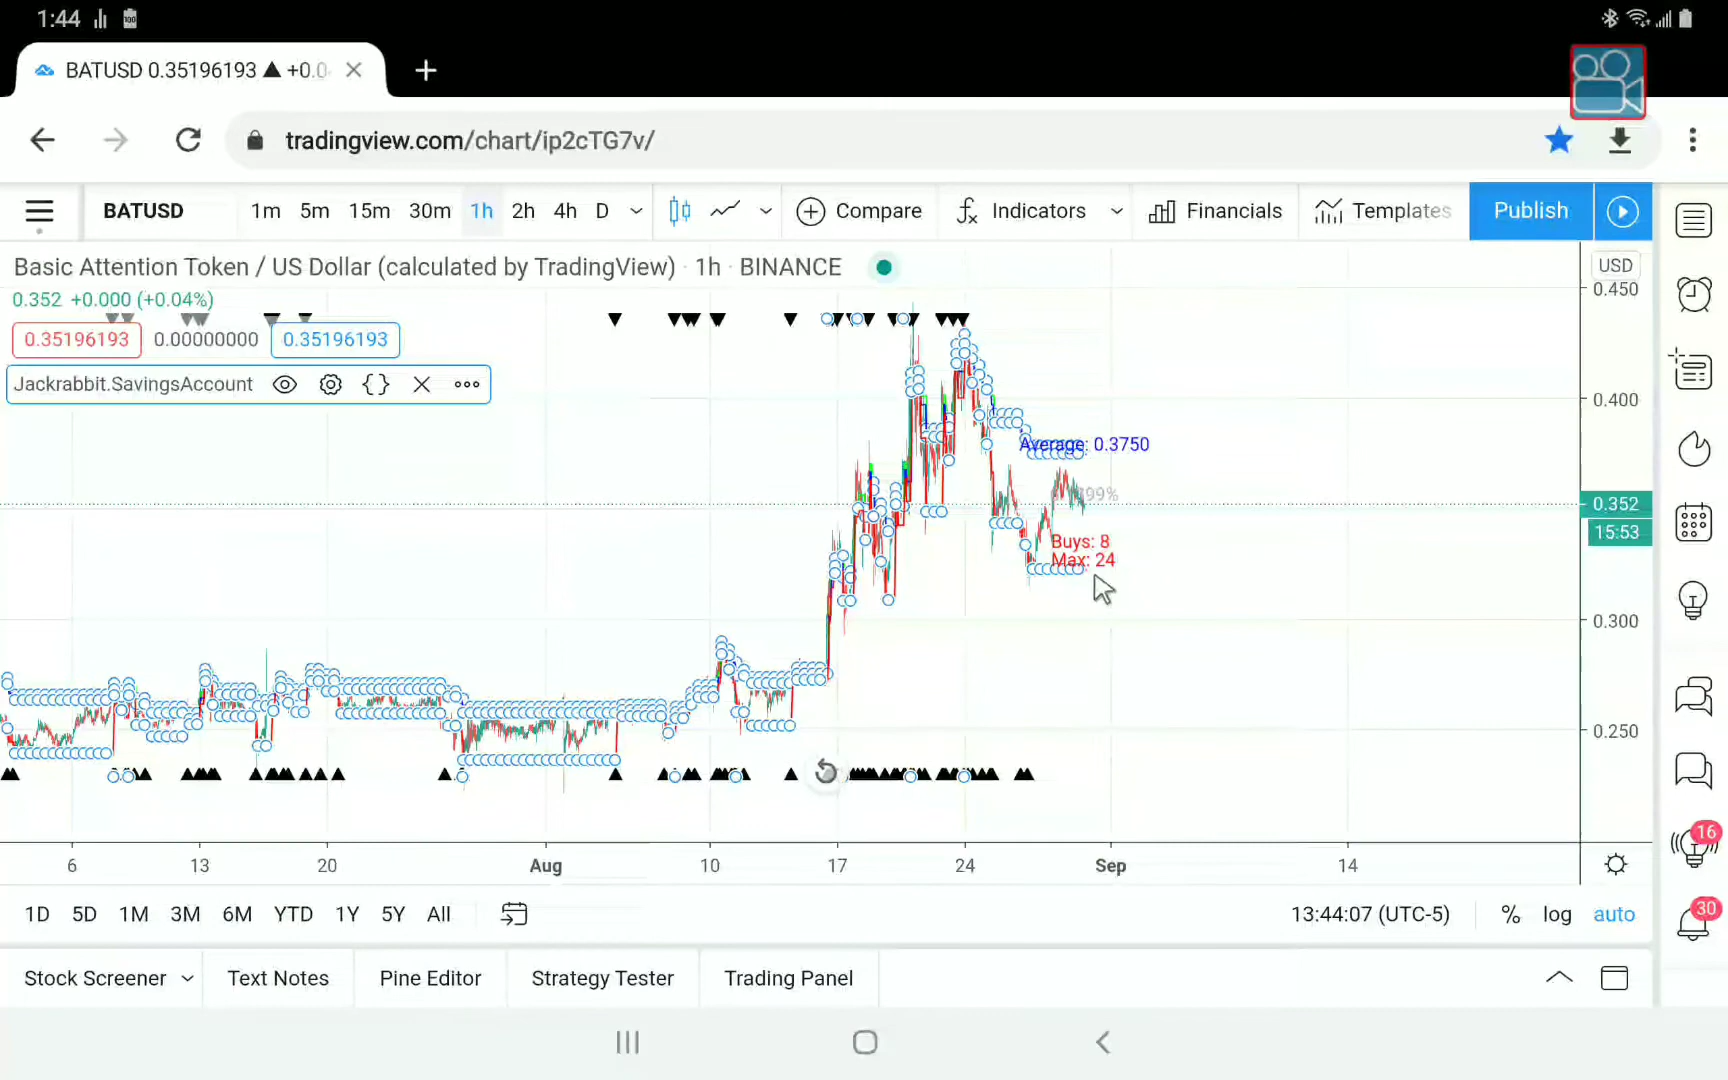 1:44
BATUSD 0.35196193 ▲ +0.0
tradingview.com/chart/ip2cTG7v/
BATUSD 1m 5m 15m 30m 1h 2h 4h D Compare Indicators Financials Templates Publish
Basic Attention Token / US Dollar (calculated by TradingView) · 1h · BINANCE
USD
0.450
0.352 +0.000 (+0.04%)
0.35196193 0.00000000 0.35196193
Jackrabbit.SavingsAccount
0.400
Average: 0.3750
0.352
15:53
Buys: 8
Max: 24
0.300
0.250
6 13 20 Aug 10 17 24 Sep 14
16
1D 5D 1M 3M 6M YTD 1Y 5Y All 13:44:07 (UTC-5) % log auto
30
Stock Screener Text Notes Pine Editor Strategy Tester Trading Panel